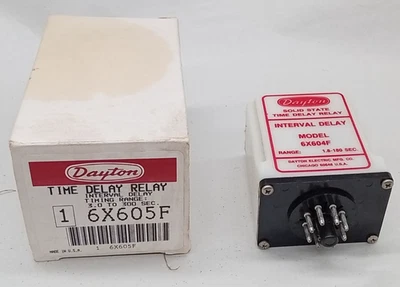 Dayton
TIME DELAY RELAY
INTERVAL DELAY
TIMING RANGE:
3.0 TO 300 SEC.
1 6X605F
MADE IN U.S.A. 1 6X605F
Dayton
SOLID STATE
TIME DELAY RELAY
INTERVAL DELAY
MODEL
6X604F
RANGE: 1.8-180 SEC.
DAYTON ELECTRIC MFG. CO.
CHICAGO 60648 U.S.A.